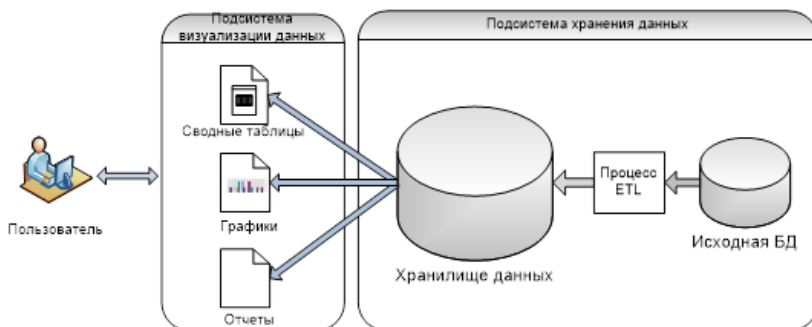 Подсистема
визуализации данных
Подсистема хранения данных
Сводные таблицы
Графики
Отчеты
Пользователь
Хранилище данных
Процесс
ETL
Исходная БД